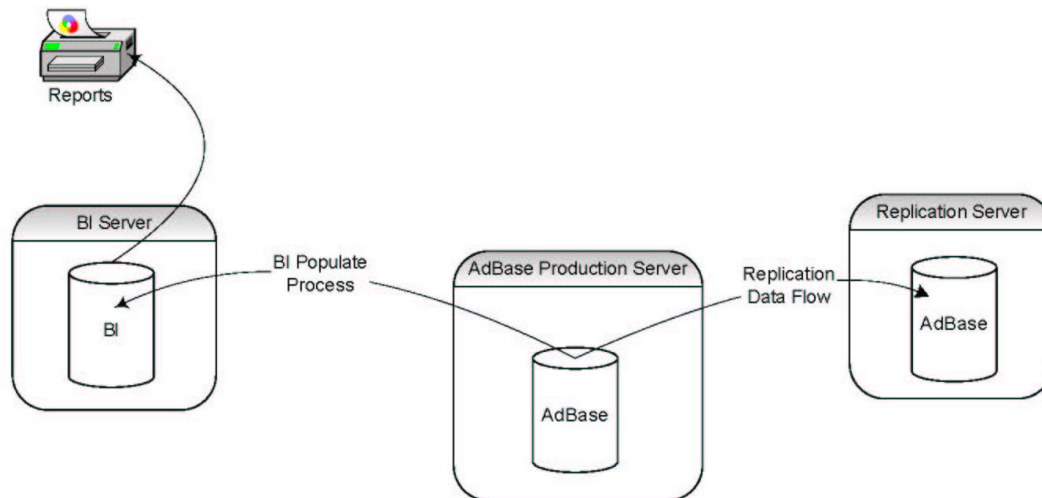 Reports
BI Server
BI
BI Populate
Process
AdBase Production Server
AdBase
Replication
Data Flow
Replication Server
AdBase